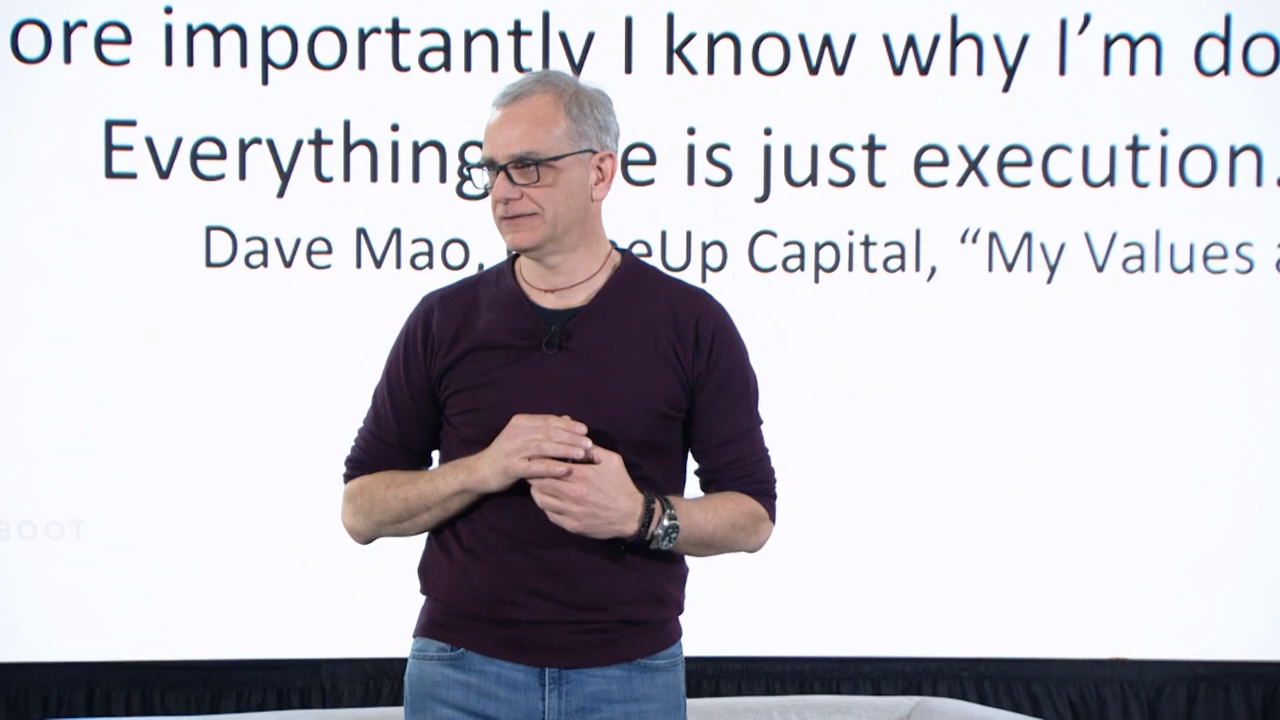 ore importantly I know why I’m do
Everything e is just execution.
Dave Mao, eUp Capital, “My Values a
BOOT